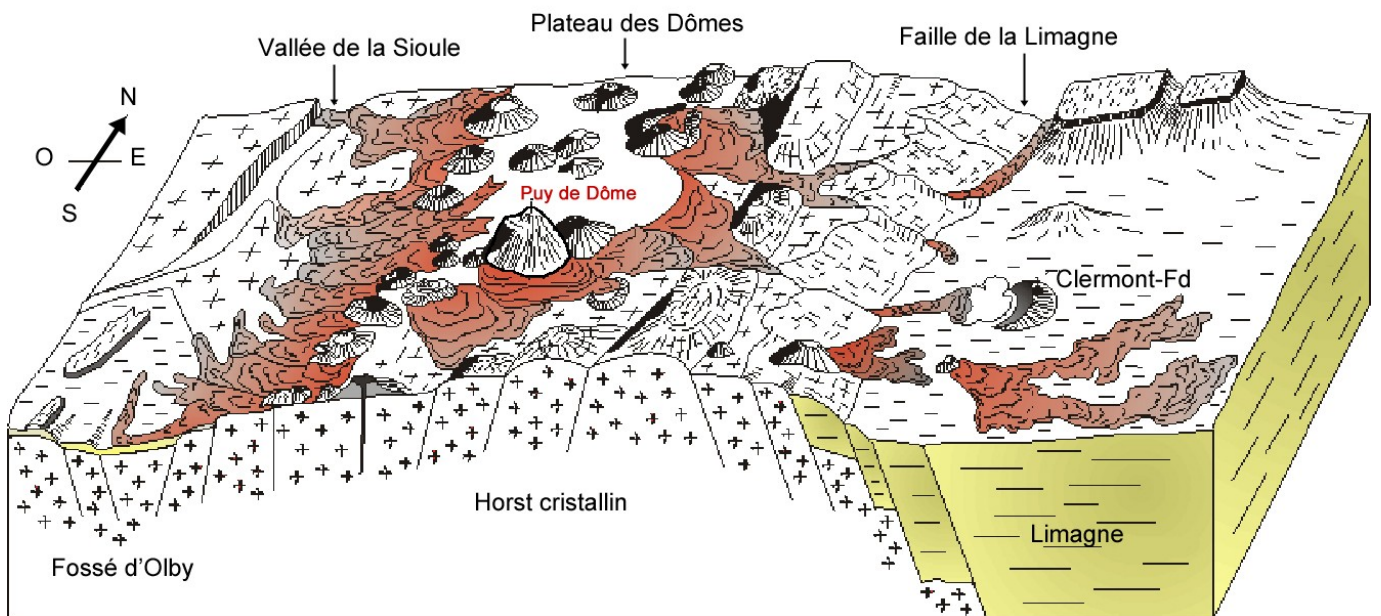 Plateau des Dômes
Vallée de la Sioule
Faille de la Limagne
N
O
E
S
Puy de Dôme
Clermont-Fd
Horst cristallin
Limagne
Fossé d'Olby